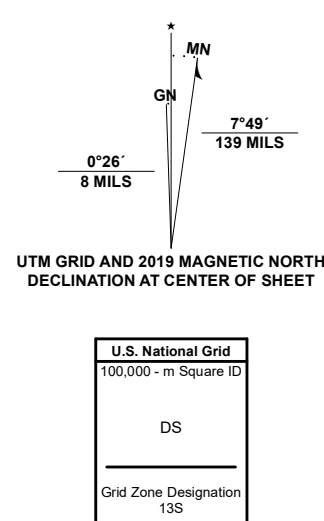 MN
GN
7°49´
139 MILS
0°26´
8 MILS
UTM GRID AND 2019 MAGNETIC NORTH
DECLINATION AT CENTER OF SHEET
U.S. National Grid
100,000 - m Square ID
DS
Grid Zone Designation
13S